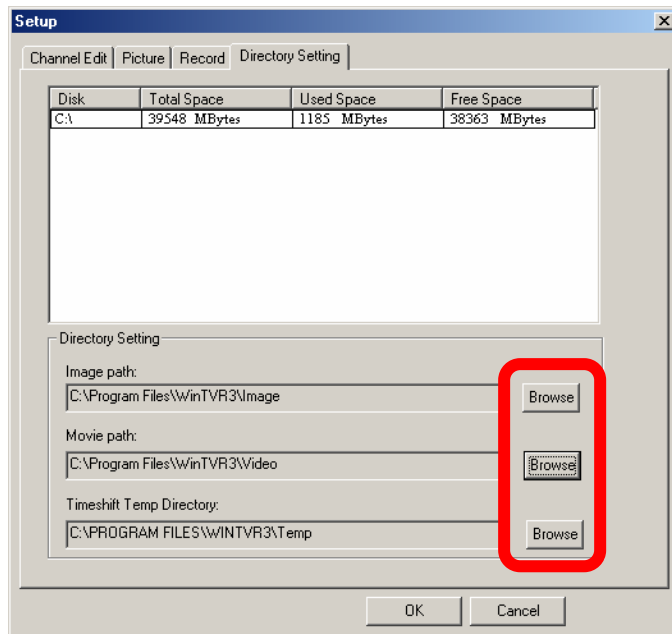 Setup
Channel Edit Picture Record Directory Setting
Disk Total Space Used Space Free Space
C:\ 39548 MBytes 1185 MBytes 38363 MBytes
Directory Setting
Image path:
C:\Program Files\WinTVR3\Image Browse
Movie path:
C:\Program Files\WinTVR3\Video Browse
Timeshift Temp Directory:
C:\PROGRAM FILES\WINTVR3\Temp Browse
OK Cancel